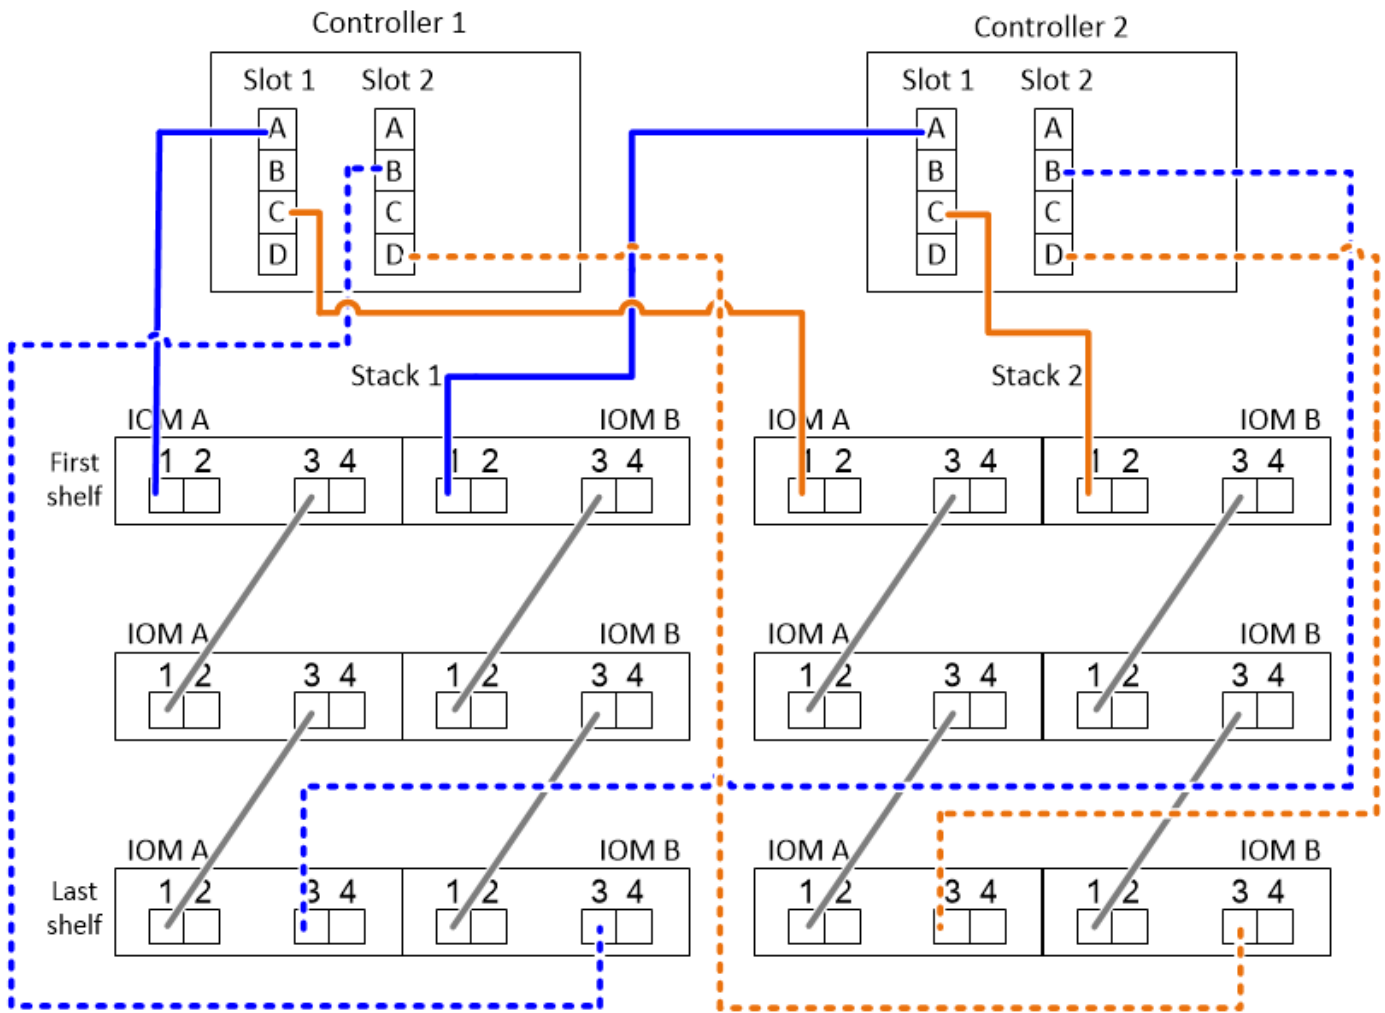 Controller 1
Controller 2
Slot 1 Slot 2
Slot 1 Slot 2
A A
B B
C C
D D
A A
B B
C C
D D
Stack 1
Stack 2
IOM A IOM B
IOM A IOM B
First
shelf
1 2 3 4 1 2 3 4
1 2 3 4 1 2 3 4
IOM A IOM B
IOM A IOM B
1 2 3 4 1 2 3 4
1 2 3 4 1 2 3 4
IOM A IOM B
IOM A IOM B
Last
shelf
1 2 3 4 1 2 3 4
1 2 3 4 1 2 3 4